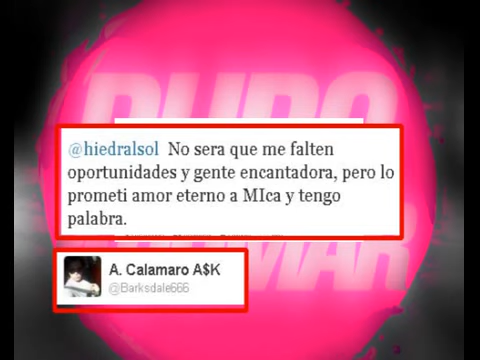 @hiedralsol No sera que me falten
oportunidades y gente encantadora, pero lo
prometi amor eterno a MIca y tengo
palabra.
A. Calamaro A$K
@Barksdale666